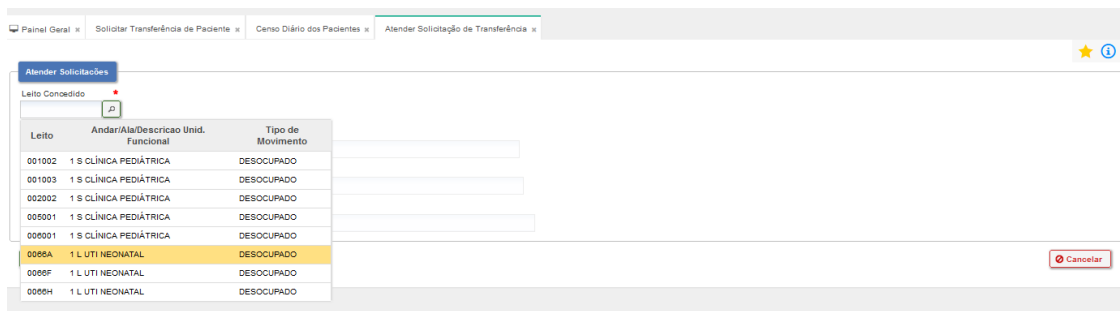 Painel Geral x Solicitar Transferência de Paciente x Censo Diário dos Pacientes x Atender Solicitação de Transferência x
Atender Solicitacões
Leito Concedido *
Leito Andar/Ala/Descricao Unid. Funcional Tipo de Movimento
001002 1 S CLÍNICA PEDIÁTRICA DESOCUPADO
001003 1 S CLÍNICA PEDIÁTRICA DESOCUPADO
002002 1 S CLÍNICA PEDIÁTRICA DESOCUPADO
005001 1 S CLÍNICA PEDIÁTRICA DESOCUPADO
006001 1 S CLÍNICA PEDIÁTRICA DESOCUPADO
0066A 1 L UTI NEONATAL DESOCUPADO
0066F 1 L UTI NEONATAL DESOCUPADO
0066H 1 L UTI NEONATAL DESOCUPADO
Cancelar